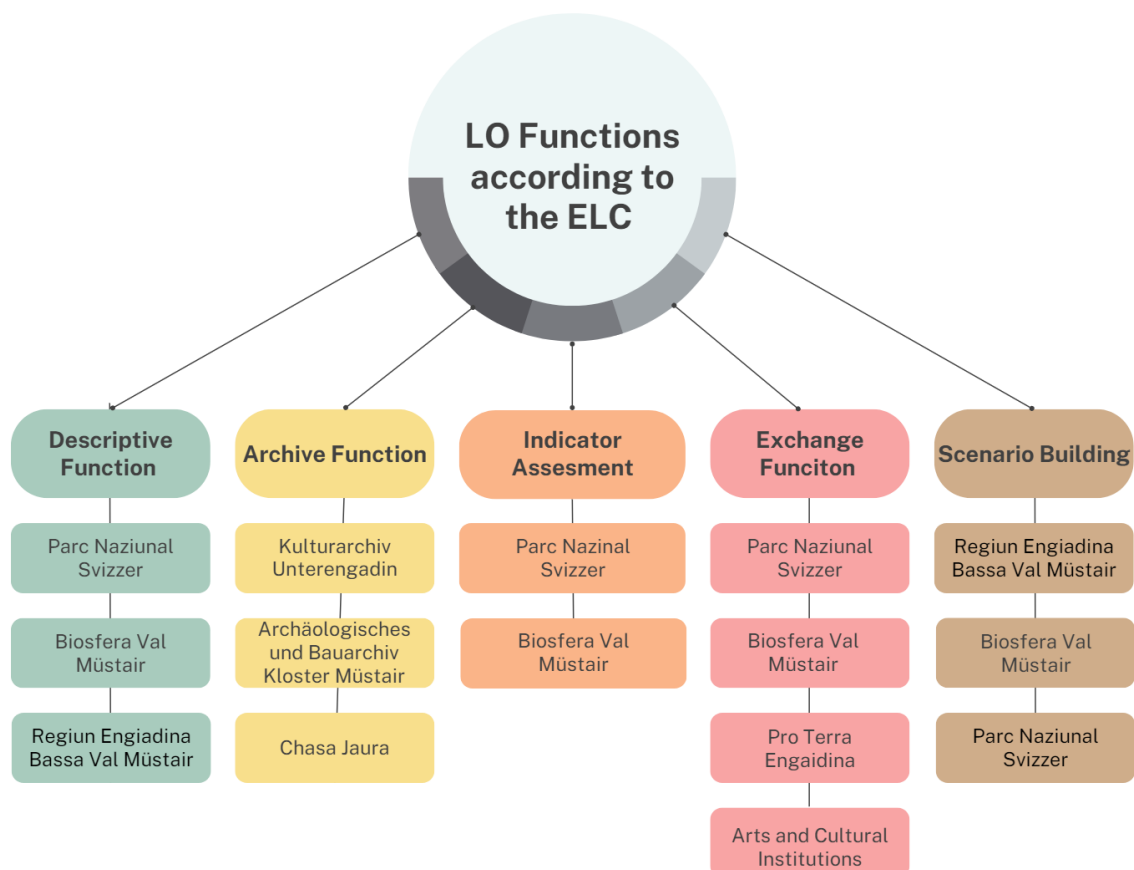 LO Functions
according to
the ELC
Descriptive
Function
Parc Naziunal
Svizzer
Biosfera Val
Müstair
Regiun Engiadina
Bassa Val Müstair
Archive Function
Kulturarchiv
Unterengadin
Archäologisches
und Bauarchiv
Kloster Müstair
Chasa Jaura
Indicator
Assesment
Parc Nazinal
Svizzer
Biosfera Val
Müstair
Exchange
Funciton
Parc Naziunal
Svizzer
Biosfera Val
Müstair
Pro Terra
Engaidina
Arts and Cultural
Institutions
Scenario Building
Regiun Engiadina
Bassa Val Müstair
Biosfera Val
Müstair
Parc Naziunal
Svizzer